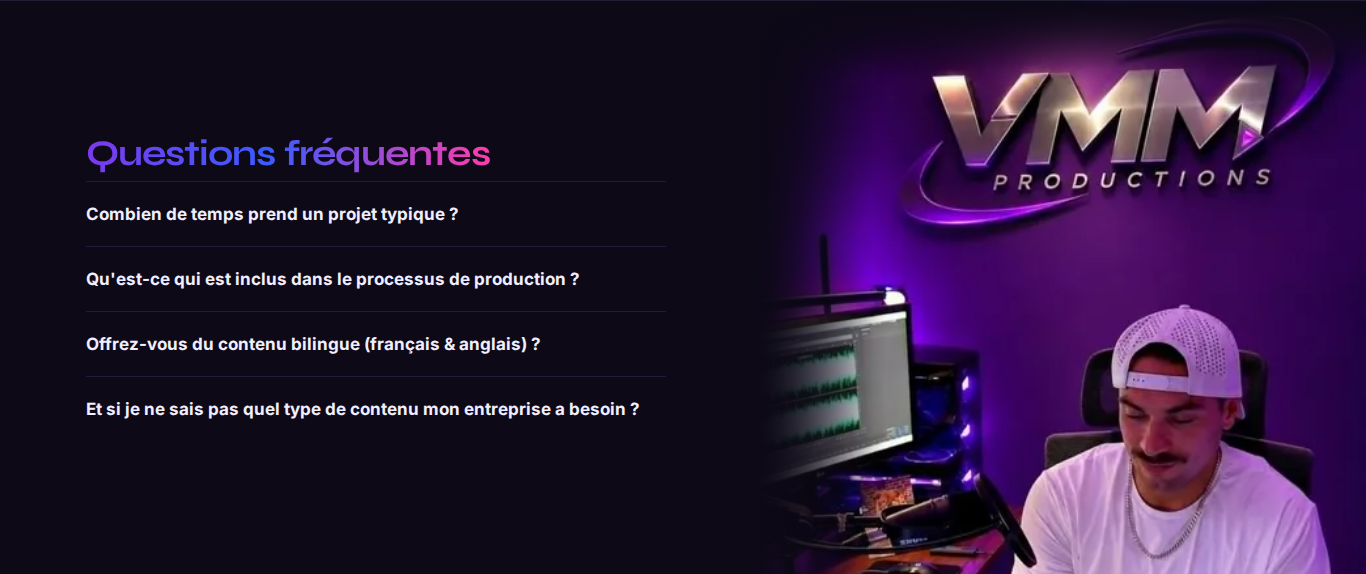 Questions fréquentes
Combien de temps prend un projet typique ?
Qu'est-ce qui est inclus dans le processus de production ?
Offrez-vous du contenu bilingue (français & anglais) ?
Et si je ne sais pas quel type de contenu mon entreprise a besoin ?
VMM
PRODUCTIONS